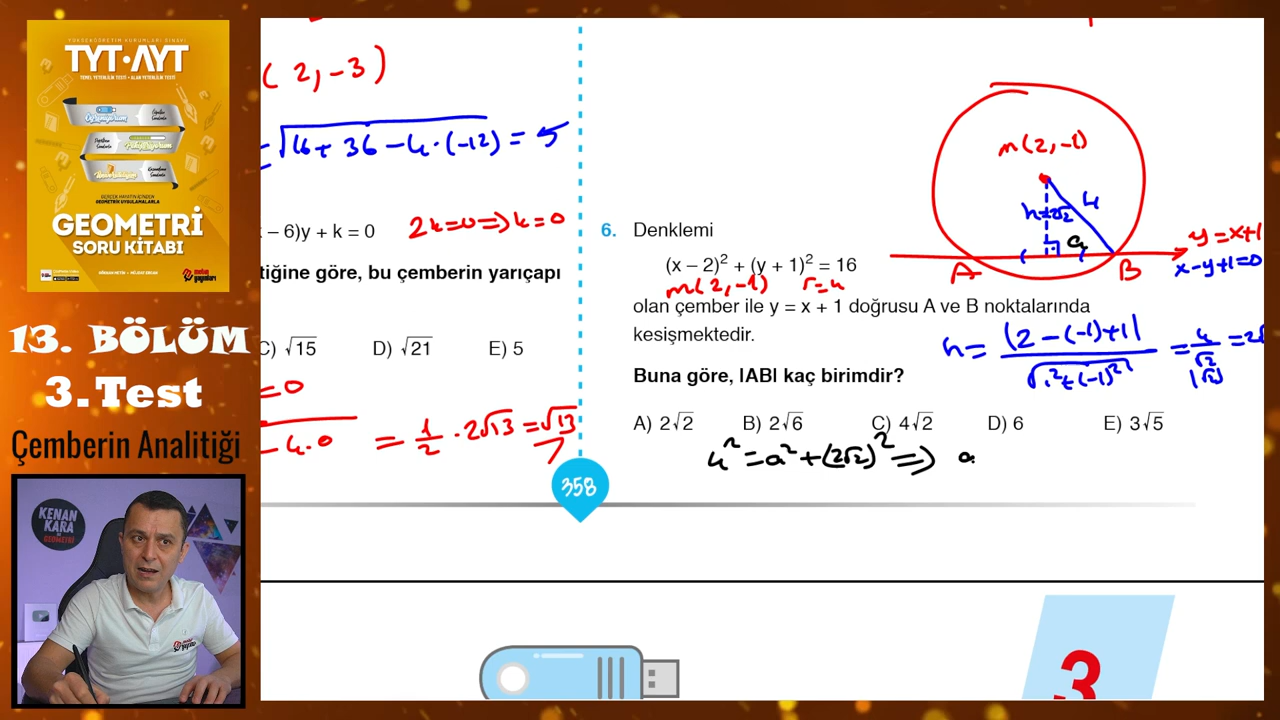 YÜKSEKÖĞRETİM KURUMLARI SINAVI
TYT•AYT
TEMEL YETERLİLİK TESTİ • ALAN YETERLİLİK TESTİ
GEOMETRİ
SORU KİTABI
13. BÖLÜM
3.Test
Çemberin Analitiği
KENAN
KARA
GEOMETRİ
( 2, -3 )
= √16 + 36 - 4 · (-12) = 5
– 6)y + k = 0
2k=0 => k=0
tiğine göre, bu çemberin yarıçapı
C) √15
D) √21
E) 5
=0
- 4·0
= 1/2 · 2√13 = √13
358
6. Denklemi
(x – 2)² + (y + 1)² = 16
m(2, -1)
r=4
olan çember ile y = x + 1 doğrusu A ve B noktalarında
kesişmektedir.
Buna göre, IABI kaç birimdir?
A) 2√2
B) 2√6
C) 4√2
D) 6
E) 3√5
4² = a² + (2√2)² => a
m(2, -1)
h=2√2
4
a
A
B
y = x+1
x-y+1=0
h = |2 - (-1) + 1| / √1² + (-1)² = 4/√2 = 2√
(√2)
3